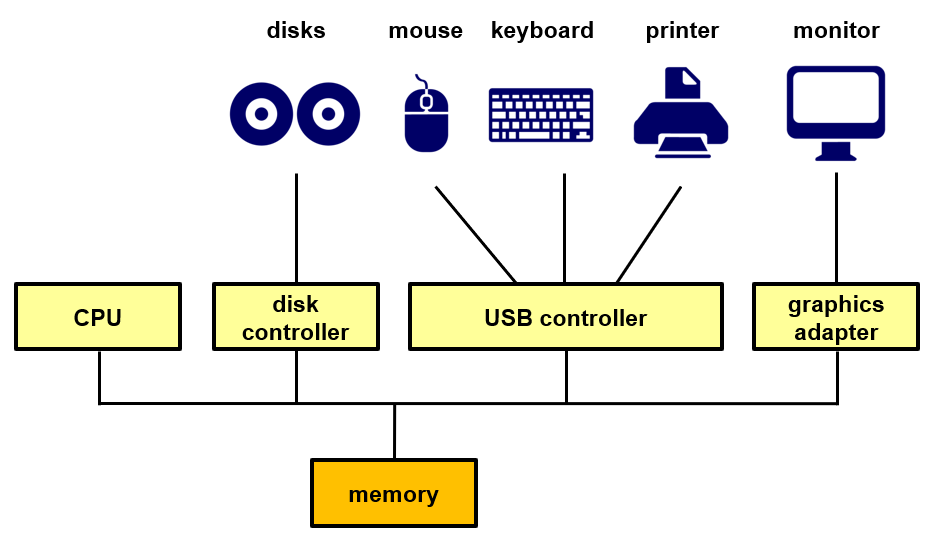 disks
mouse
keyboard
printer
monitor
CPU
disk
controller
USB controller
graphics
adapter
memory